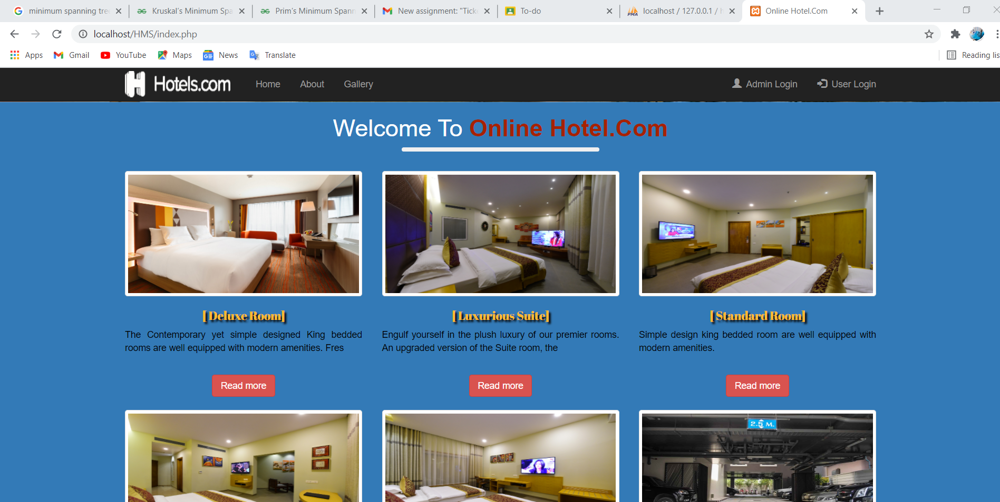 minimum spanning tre
Kruskal's Minimum Spa
Prim's Minimum Spann
New assignment: "Tick
To-do
localhost / 127.0.0.1 / h
Online Hotel.Com
localhost/HMS/index.php
Apps
Gmail
YouTube
Maps
News
Translate
Reading lis
H Hotels.com
Home
About
Gallery
Admin Login
User Login
Welcome To Online Hotel.Com
[ Deluxe Room]
The Contemporary yet simple designed King bedded
rooms are well equipped with modern amenities. Fres
Read more
[ Luxurious Suite]
Engulf yourself in the plush luxury of our premier rooms.
An upgraded version of the Suite room, the
Read more
[ Standard Room]
Simple design king bedded room are well equipped with
modern amenities.
Read more
2.5 M.